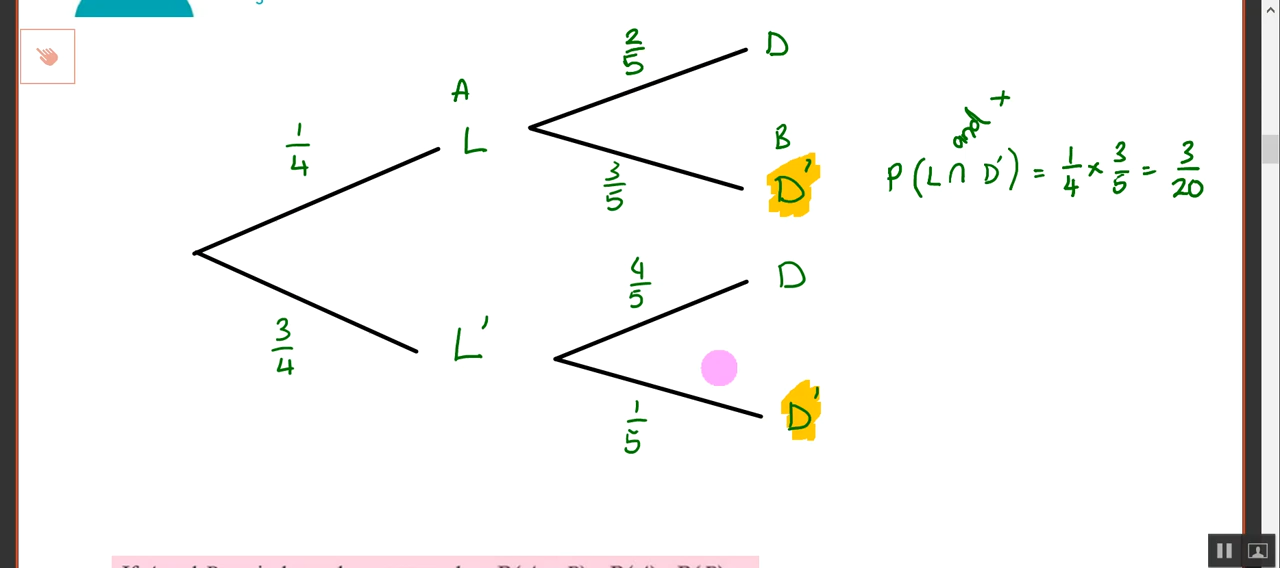 2/5
D
A
and +
1/4
L
B
P(L∩ D') = 1/4 × 3/5 = 3/20
3/5
D'
4/5
D
3/4
L'
1/5
D'